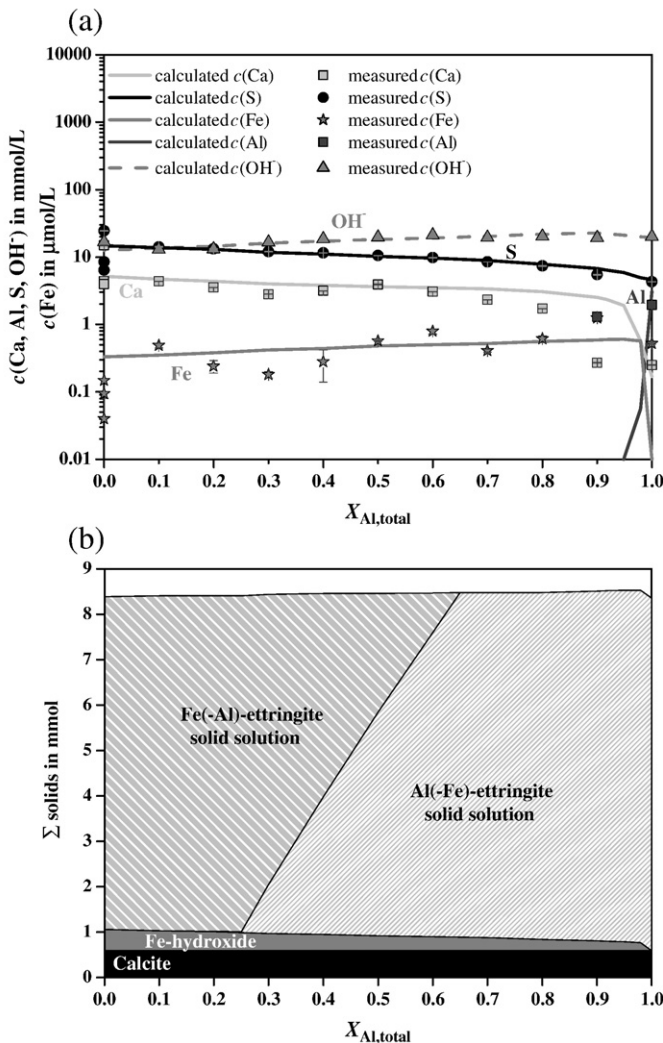 (a)
10000
1000
100
10
1
0.1
0.01
c(Ca, Al, S, OH⁻) in mmol/L
c(Fe) in µmol/L
calculated c(Ca) measured c(Ca)
calculated c(S) measured c(S)
calculated c(Fe) measured c(Fe)
calculated c(Al) measured c(Al)
calculated c(OH⁻) measured c(OH⁻)
OH⁻
S
Ca
Al
Fe
0.0 0.1 0.2 0.3 0.4 0.5 0.6 0.7 0.8 0.9 1.0
X Al,total
(b)
9
8
7
6
5
4
3
2
1
0
Σ solids in mmol
Fe(-Al)-ettringite
solid solution
Al(-Fe)-ettringite
solid solution
Fe-hydroxide
Calcite
0.0 0.1 0.2 0.3 0.4 0.5 0.6 0.7 0.8 0.9 1.0
X Al,total